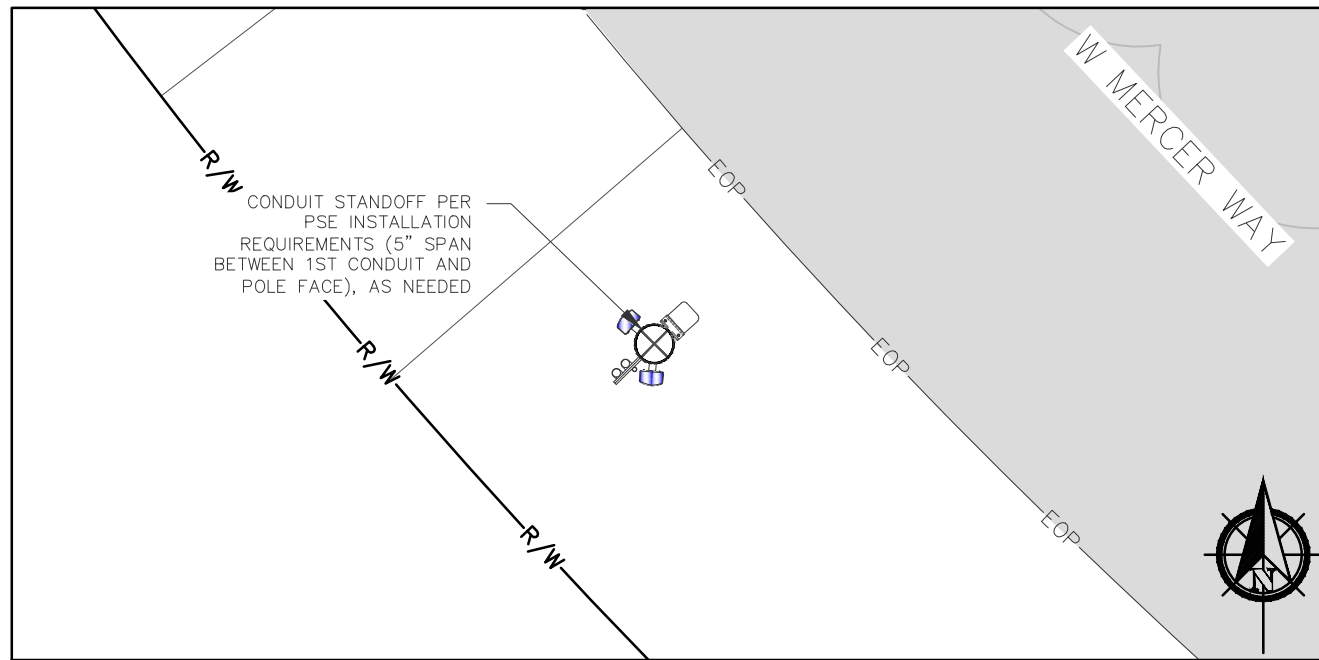 W MERCER WAY
R/W
EOP
CONDUIT STANDOFF PER
PSE INSTALLATION
REQUIREMENTS (5" SPAN
BETWEEN 1ST CONDUIT AND
POLE FACE), AS NEEDED
R/W
EOP
R/W
EOP
N